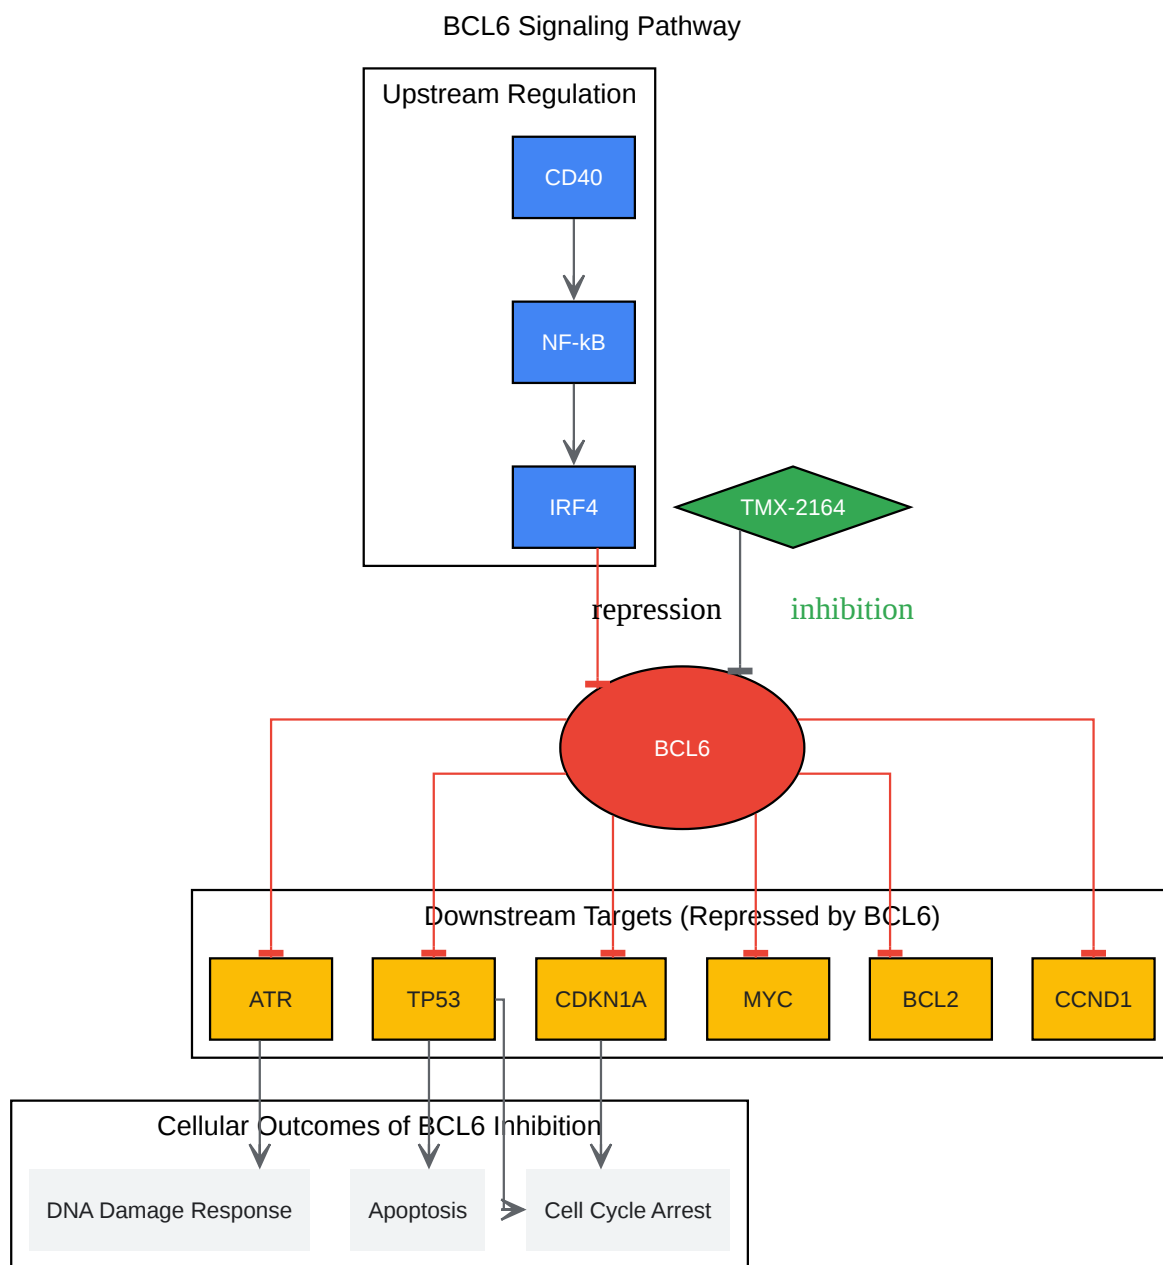 BCL6 Signaling Pathway
Upstream Regulation
CD40
NF-kB
IRF4
TMX-2164
repression
inhibition
BCL6
Downstream Targets (Repressed by BCL6)
ATR
TP53
CDKN1A
MYC
BCL2
CCND1
Cellular Outcomes of BCL6 Inhibition
DNA Damage Response
Apoptosis
Cell Cycle Arrest